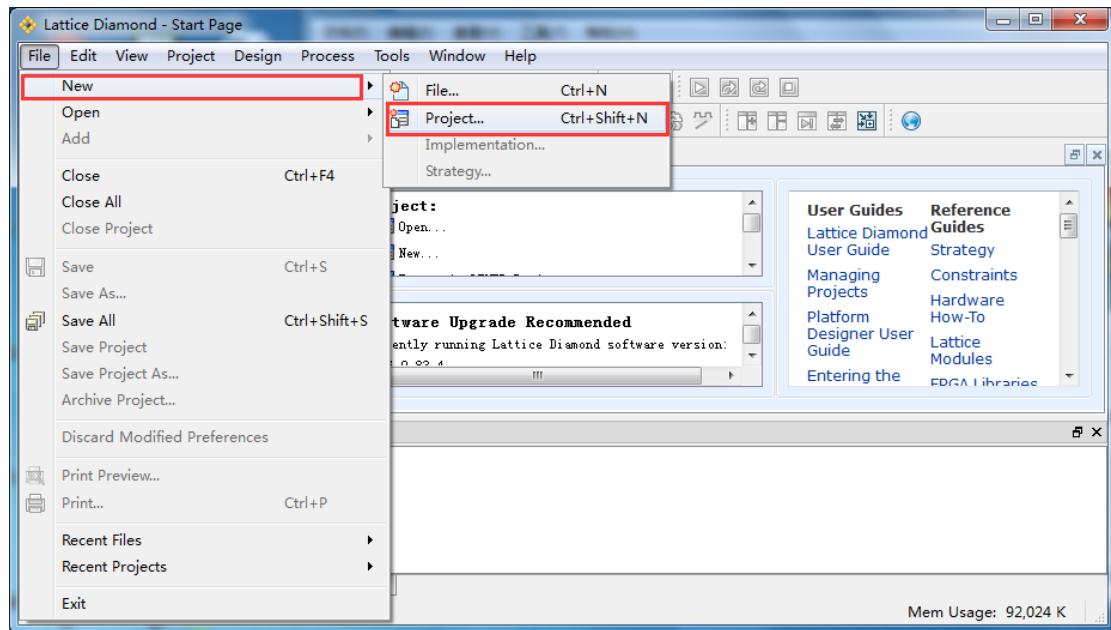 Lattice Diamond - Start Page
File Edit View Project Design Process Tools Window Help
New
Open
Add
Close Ctrl+F4
Close All
Close Project
Save Ctrl+S
Save As...
Save All Ctrl+Shift+S
Save Project
Save Project As...
Archive Project...
Discard Modified Preferences
Print Preview...
Print... Ctrl+P
Recent Files
Recent Projects
Exit
File... Ctrl+N
Project... Ctrl+Shift+N
Implementation...
Strategy...
ject:
Open...
New...
tware Upgrade Recommended
ently running Lattice Diamond software version:
User Guides
Lattice Diamond
User Guide
Managing
Projects
Platform
Designer User
Guide
Entering the
Reference
Guides
Strategy
Constraints
Hardware
How-To
Lattice
Modules
FPGA Libraries
Mem Usage: 92,024 K